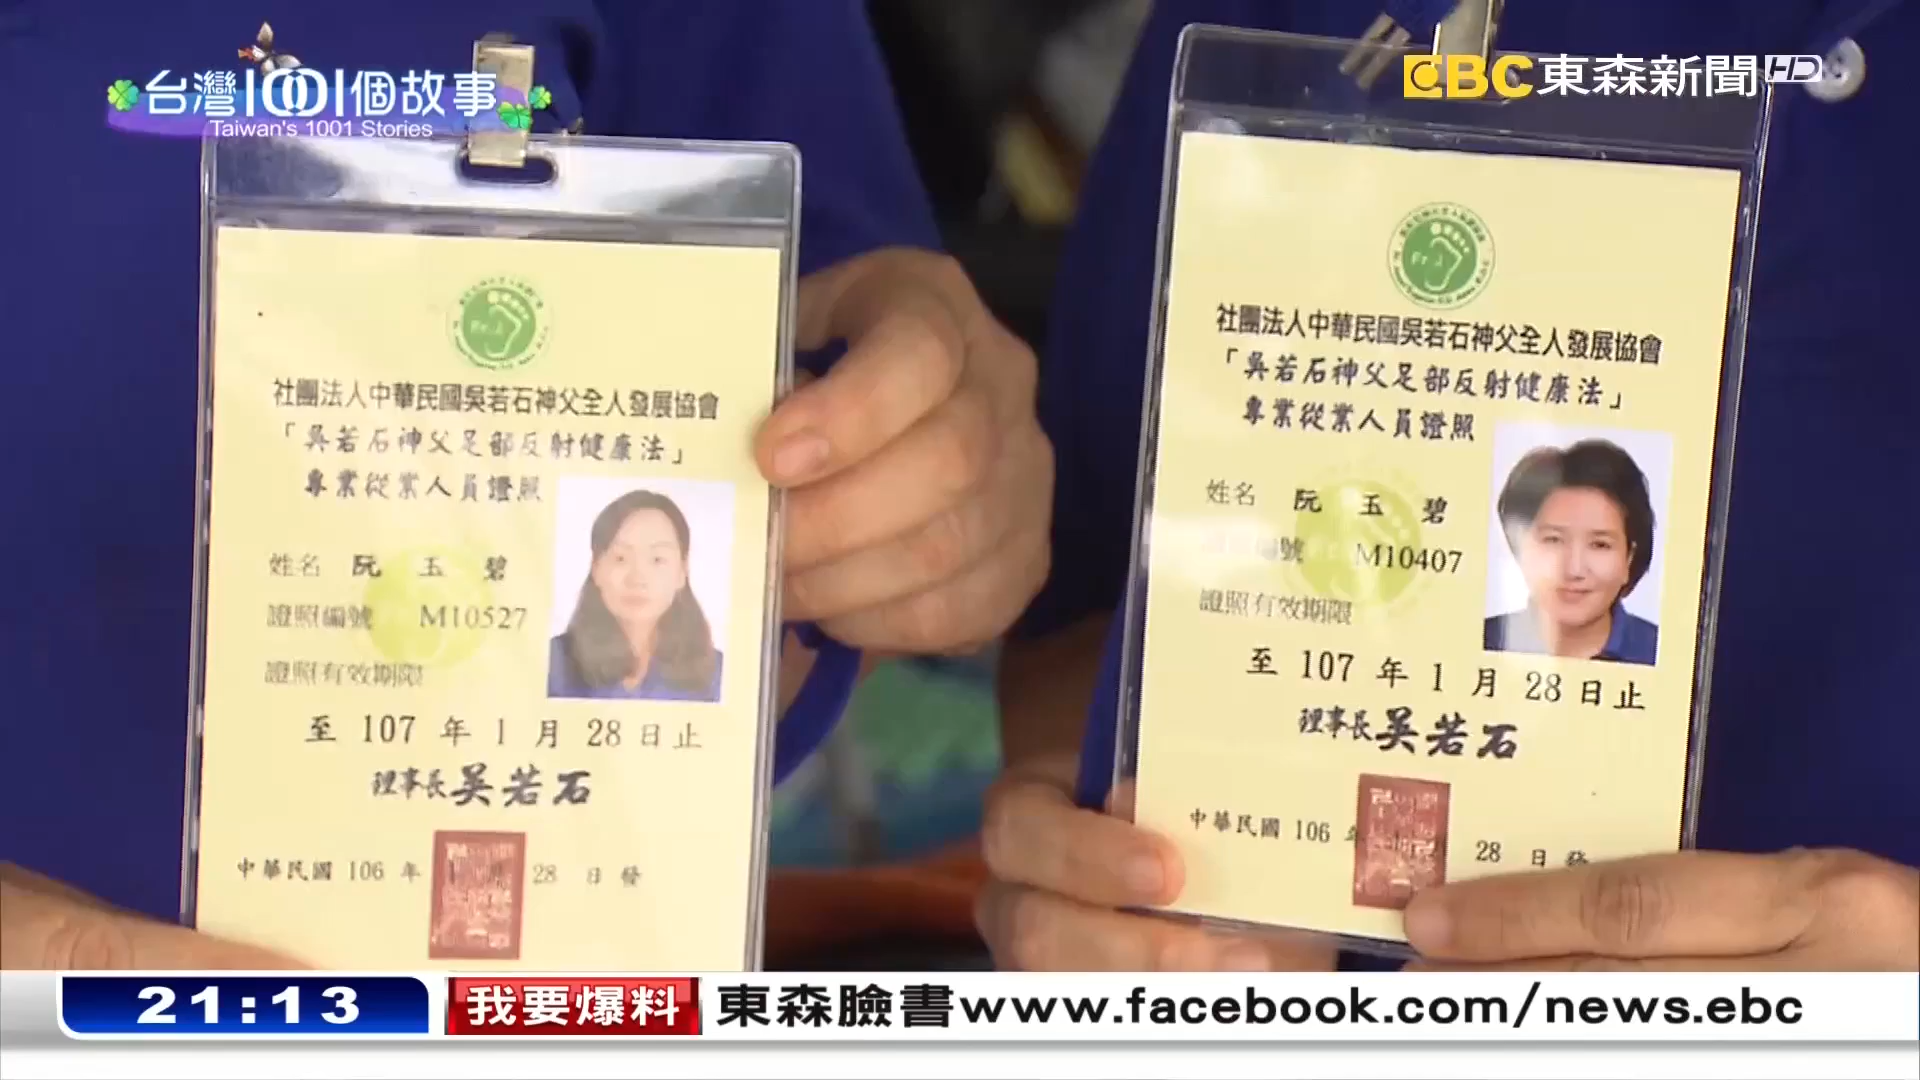 台灣1001個故事
Taiwan's 1001 Stories
EBC東森新聞HD
社團法人中華民國吳若石神父全人發展協會
「吳若石神父足部反射健康法」
專業從業人員證照
姓名 阮玉碧
證照編號 M10527
證照有效期限
至 107 年 1 月 28 日止
理事長吳若石
中華民國 106 年
28 日 發
社團法人中華民國吳若石神父全人發展協會
「吳若石神父足部反射健康法」
專業從業人員證照
姓名 阮玉碧
編號 M10407
證照有效期限
至 107 年 1 月 28 日止
理事長吳若石
中華民國 106 年
28 日 發
21:13
我要爆料
東森臉書www.facebook.com/news.ebc